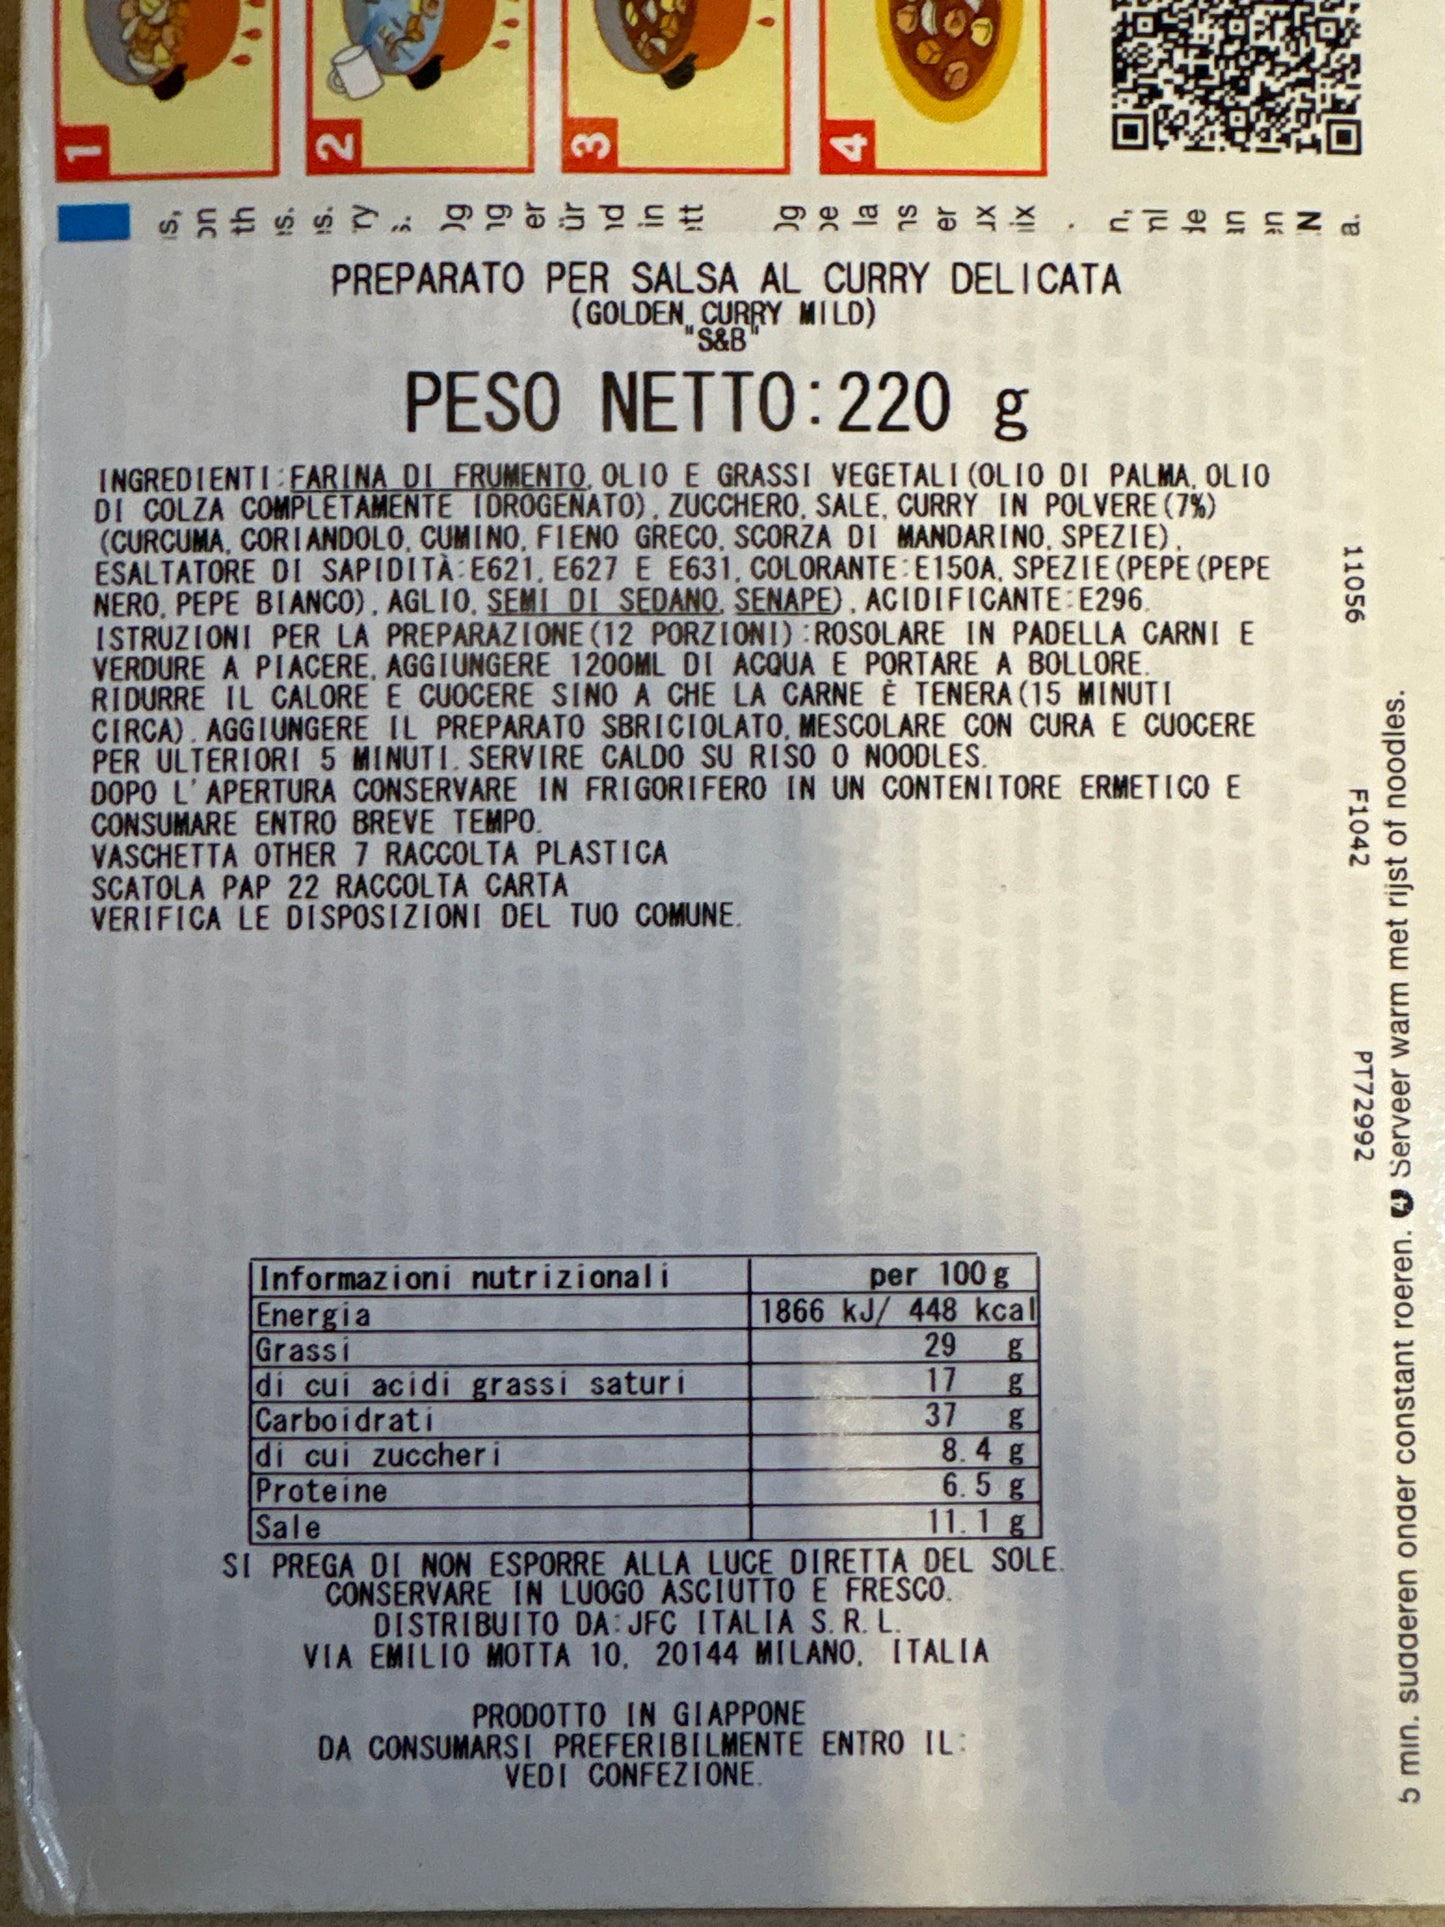 1
2
3
4
PREPARATO PER SALSA AL CURRY DELICATA
(GOLDEN CURRY MILD)
"S&B"
PESO NETTO:220 g
INGREDIENTI:FARINA DI FRUMENTO,OLIO E GRASSI VEGETALI(OLIO DI PALMA,OLIO
DI COLZA COMPLETAMENTE IDROGENATO),ZUCCHERO,SALE,CURRY IN POLVERE(7%)
(CURCUMA,CORIANDOLO,CUMINO,FIENO GRECO,SCORZA DI MANDARINO,SPEZIE),
ESALTATORE DI SAPIDITÀ:E621,E627 E E631,COLORANTE:E150A,SPEZIE(PEPE(PEPE
NERO,PEPE BIANCO),AGLIO,SEMI DI SEDANO,SENAPE),ACIDIFICANTE:E296.
ISTRUZIONI PER LA PREPARAZIONE(12 PORZIONI):ROSOLARE IN PADELLA CARNI E
VERDURE A PIACERE,AGGIUNGERE 1200ML DI ACQUA E PORTARE A BOLLORE.
RIDURRE IL CALORE E CUOCERE SINO A CHE LA CARNE È TENERA(15 MINUTI
CIRCA).AGGIUNGERE IL PREPARATO SBRICIOLATO,MESCOLARE CON CURA E CUOCERE
PER ULTERIORI 5 MINUTI.SERVIRE CALDO SU RISO O NOODLES.
DOPO L'APERTURA CONSERVARE IN FRIGORIFERO IN UN CONTENITORE ERMETICO E
CONSUMARE ENTRO BREVE TEMPO.
VASCHETTA OTHER 7 RACCOLTA PLASTICA
SCATOLA PAP 22 RACCOLTA CARTA
VERIFICA LE DISPOSIZIONI DEL TUO COMUNE.
Informazioni nutrizionali per 100g
Energia 1866 kJ/ 448 kcal
Grassi 29 g
di cui acidi grassi saturi 17 g
Carboidrati 37 g
di cui zuccheri 8.4 g
Proteine 6.5 g
Sale 11.1 g
SI PREGA DI NON ESPORRE ALLA LUCE DIRETTA DEL SOLE.
CONSERVARE IN LUOGO ASCIUTTO E FRESCO.
DISTRIBUITO DA:JFC ITALIA S.R.L.
VIA EMILIO MOTTA 10, 20144 MILANO, ITALIA
PRODOTTO IN GIAPPONE
DA CONSUMARSI PREFERIBILMENTE ENTRO IL:
VEDI CONFEZIONE.
11056 F1042 PT72992
5 min. sudderen onder constant roeren. 4 Serveer warm met rijst of noodles.